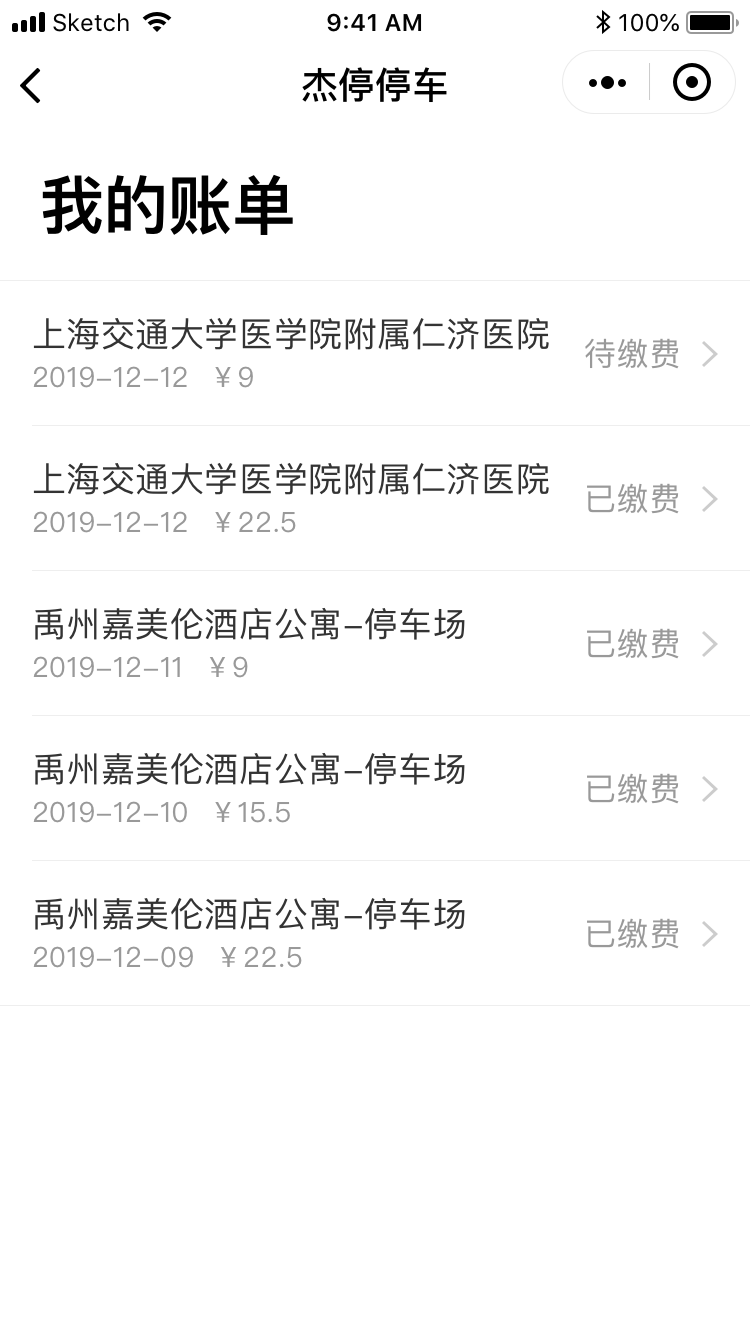 Sketch 9:41 AM 100%
杰停停车
我的账单
上海交通大学医学院附属仁济医院
2019-12-12 ¥9
待缴费
上海交通大学医学院附属仁济医院
2019-12-12 ¥22.5
已缴费
禹州嘉美伦酒店公寓-停车场
2019-12-11 ¥9
已缴费
禹州嘉美伦酒店公寓-停车场
2019-12-10 ¥15.5
已缴费
禹州嘉美伦酒店公寓-停车场
2019-12-09 ¥22.5
已缴费